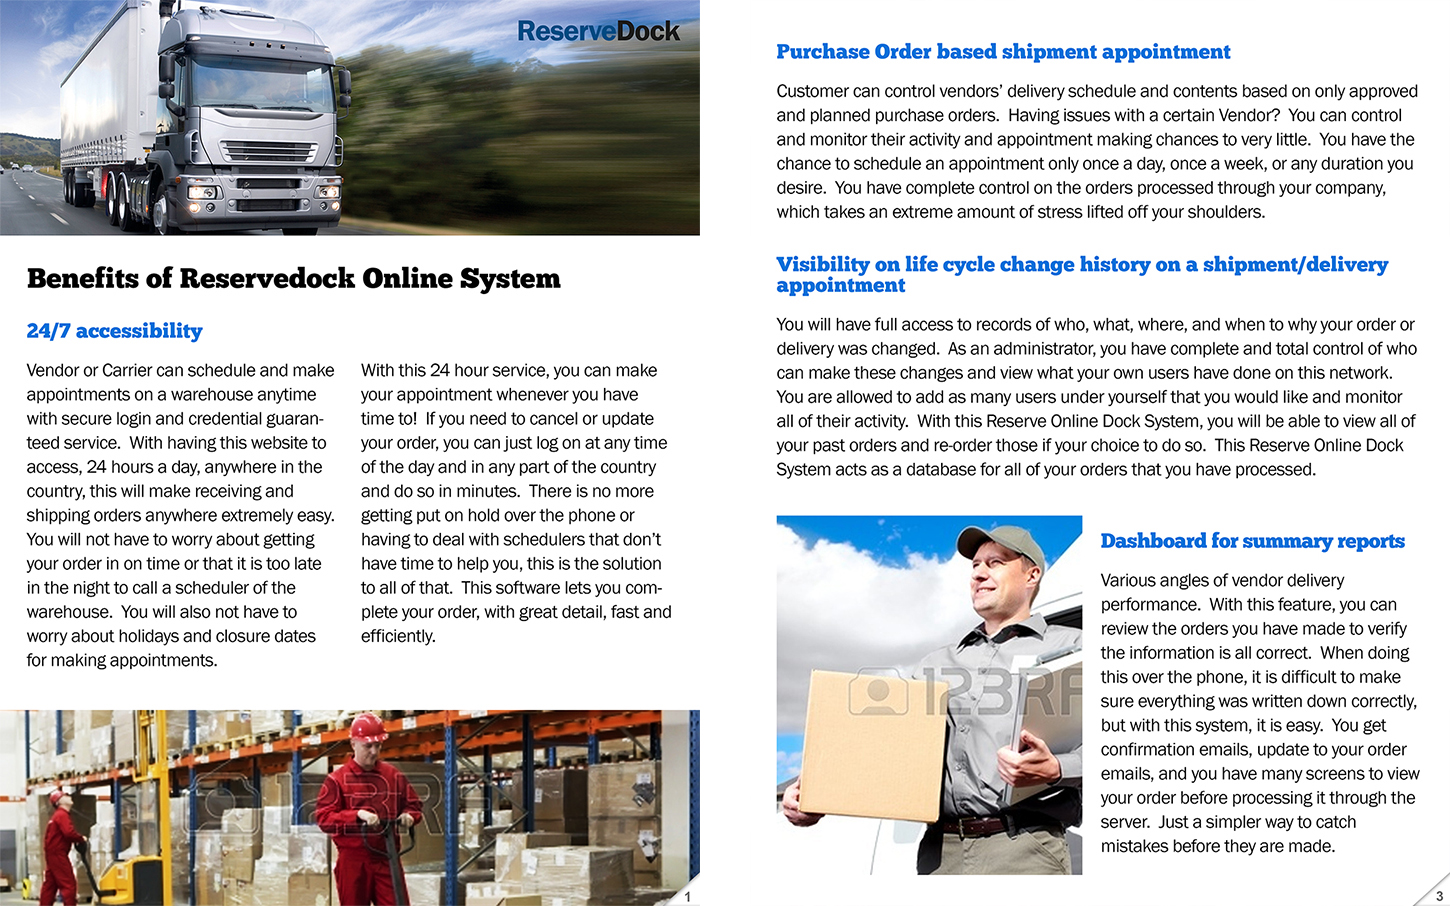 ReserveDock
Benefits of Reservedock Online System
24/7 accessibility
Vendor or Carrier can schedule and make
appointments on a warehouse anytime
with secure login and credential guaran-
teed service.  With having this website to
access, 24 hours a day, anywhere in the
country, this will make receiving and
shipping orders anywhere extremely easy.
You will not have to worry about getting
your order in on time or that it is too late
in the night to call a scheduler of the
warehouse.  You will also not have to
worry about holidays and closure dates
for making appointments.
With this 24 hour service, you can make
your appointment whenever you have
time to!  If you need to cancel or update
your order, you can just log on at any time
of the day and in any part of the country
and do so in minutes.  There is no more
getting put on hold over the phone or
having to deal with schedulers that don't
have time to help you, this is the solution
to all of that.  This software lets you com-
plete your order, with great detail, fast and
efficiently.
123RF
1
Purchase Order based shipment appointment
Customer can control vendors' delivery schedule and contents based on only approved
and planned purchase orders.  Having issues with a certain Vendor?  You can control
and monitor their activity and appointment making chances to very little.  You have the
chance to schedule an appointment only once a day, once a week, or any duration you
desire.  You have complete control on the orders processed through your company,
which takes an extreme amount of stress lifted off your shoulders.
Visibility on life cycle change history on a shipment/delivery
appointment
You will have full access to records of who, what, where, and when to why your order or
delivery was changed.  As an administrator, you have complete and total control of who
can make these changes and view what your own users have done on this network.
You are allowed to add as many users under yourself that you would like and monitor
all of their activity.  With this Reserve Online Dock System, you will be able to view all of
your past orders and re-order those if your choice to do so.  This Reserve Online Dock
System acts as a database for all of your orders that you have processed.
123RF
Dashboard for summary reports
Various angles of vendor delivery
performance.  With this feature, you can
review the orders you have made to verify
the information is all correct.  When doing
this over the phone, it is difficult to make
sure everything was written down correctly,
but with this system, it is easy.  You get
confirmation emails, update to your order
emails, and you have many screens to view
your order before processing it through the
server.  Just a simpler way to catch
mistakes before they are made.
3